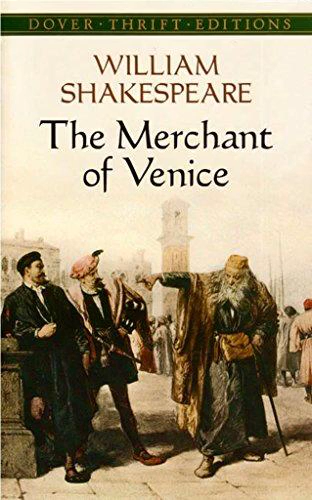 DOVER · THRIFT · EDITIONS
WILLIAM
SHAKESPEARE
The Merchant
of Venice